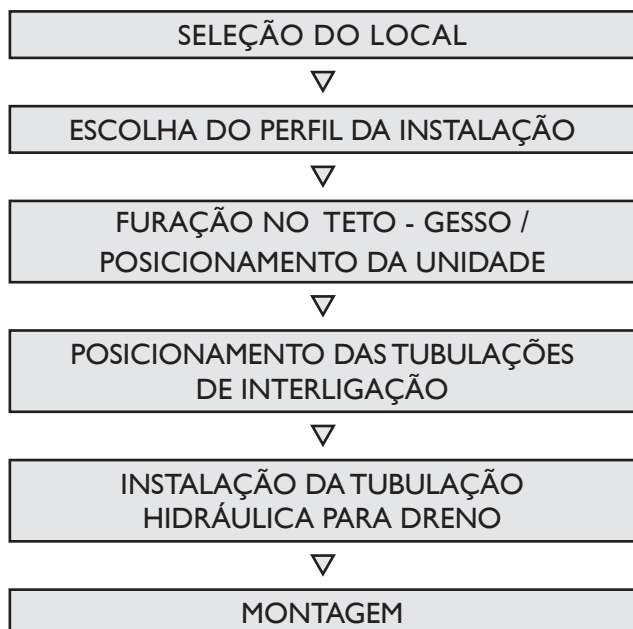 SELEÇÃO DO LOCAL
ESCOLHA DO PERFIL DA INSTALAÇÃO
FURAÇÃO NO TETO - GESSO /
POSICIONAMENTO DA UNIDADE
POSICIONAMENTO DAS TUBULAÇÕES
DE INTERLIGAÇÃO
INSTALAÇÃO DA TUBULAÇÃO
HIDRÁULICA PARA DRENO
MONTAGEM